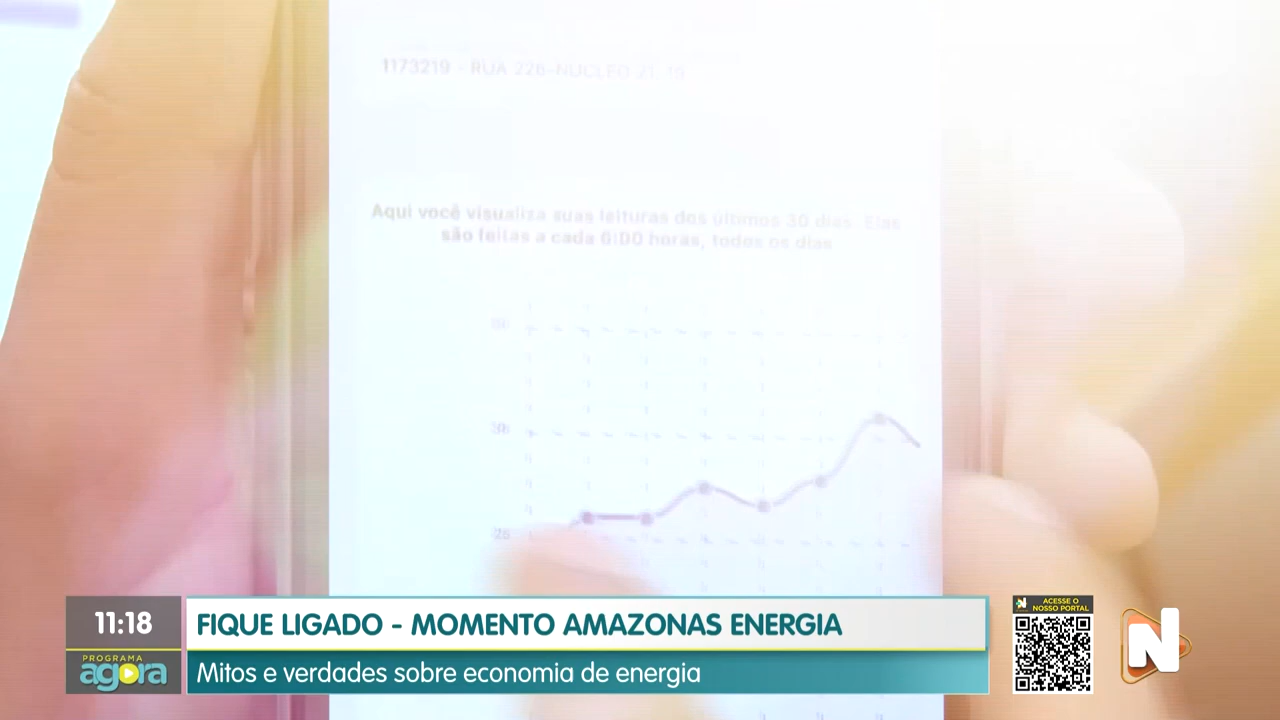 1173219 - RUA 226-NUCLEO 21, 15
Aqui você visualiza suas leituras dos últimos 30 dias. Elas
são feitas a cada 6:00 horas, todos os dias
11:18
PROGRAMA
agora
FIQUE LIGADO - MOMENTO AMAZONAS ENERGIA
Mitos e verdades sobre economia de energia
ACESSE O
NOSSO PORTAL
N